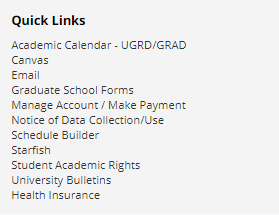 Quick Links
Academic Calendar - UGRD/GRAD
Canvas
Email
Graduate School Forms
Manage Account / Make Payment
Notice of Data Collection/Use
Schedule Builder
Starfish
Student Academic Rights
University Bulletins
Health Insurance